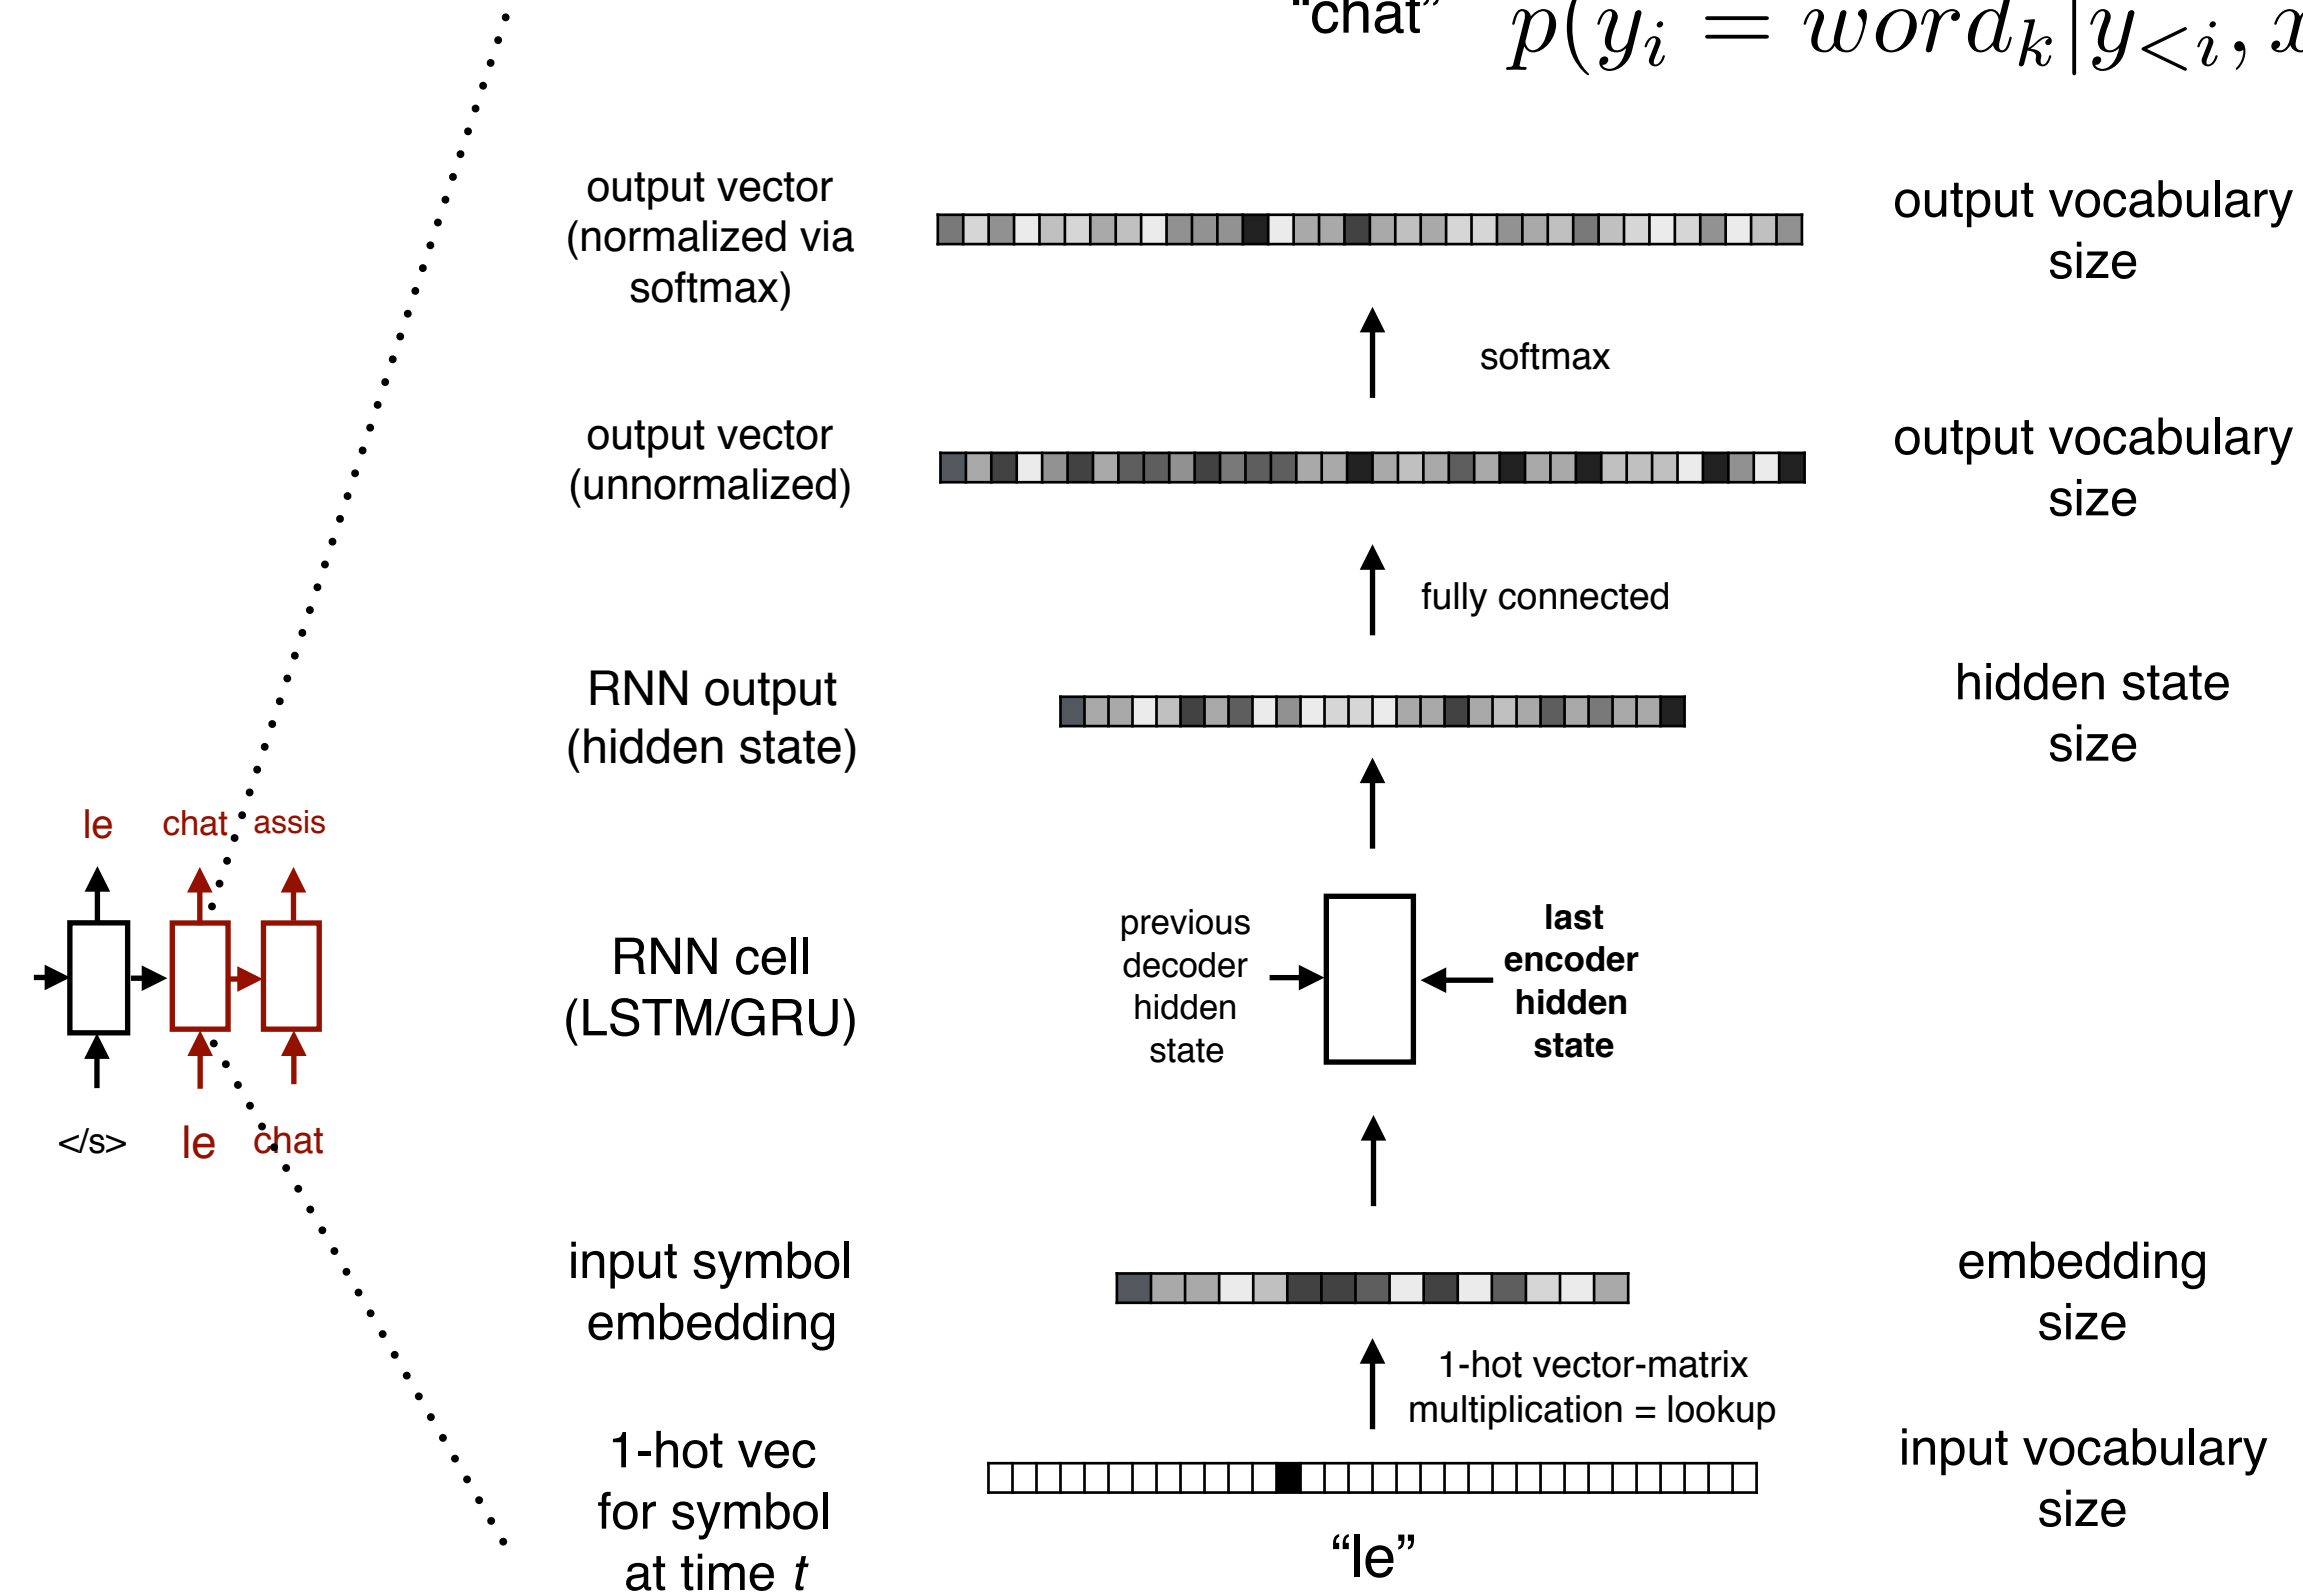 “chat” p(y_i = word_k|y_{<i}, x
output vector
(normalized via
softmax)
output vocabulary
size
softmax
output vector
(unnormalized)
output vocabulary
size
fully connected
RNN output
(hidden state)
hidden state
size
le chat assis
RNN cell
(LSTM/GRU)
previous
decoder
hidden
state
last
encoder
hidden
state
</s> le chat
input symbol
embedding
embedding
size
1-hot vector-matrix
multiplication = lookup
1-hot vec
for symbol
at time t
input vocabulary
size
“le”